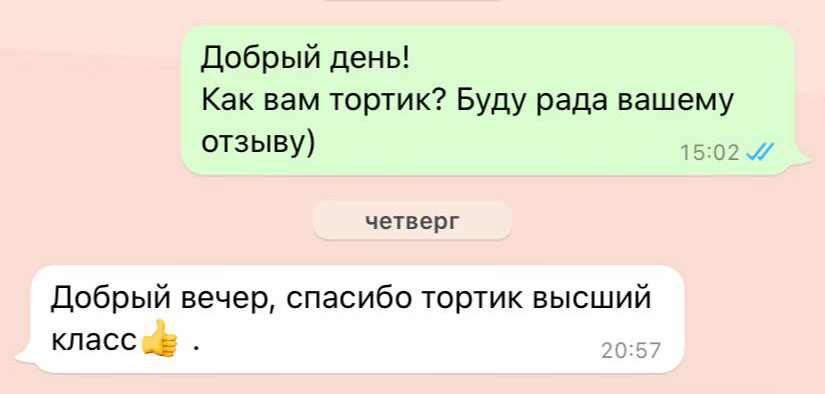 Добрый день!
Как вам тортик? Буду рада вашему
отзыву)
15:02
четверг
Добрый вечер, спасибо тортик высший
класс👍 .
20:57